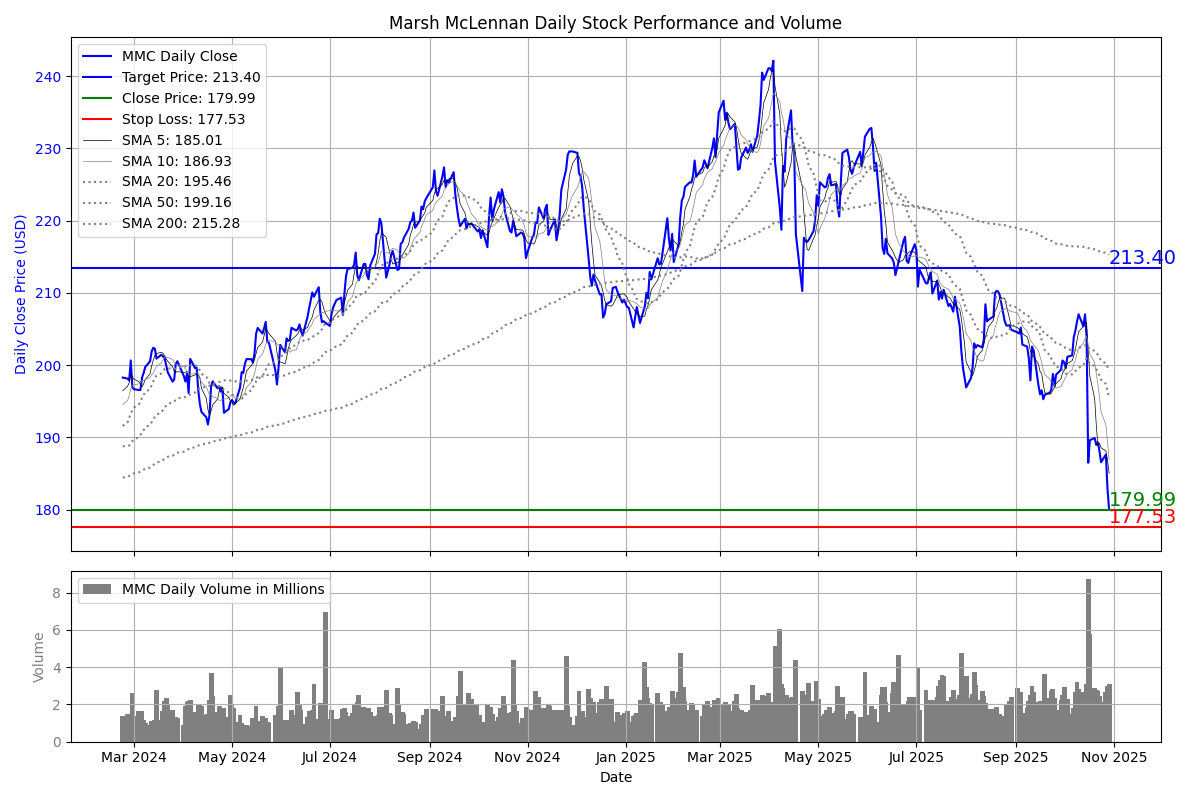 Marsh McLennan Daily Stock Performance and Volume
MMC Daily Close
Target Price: 213.40
Close Price: 179.99
Stop Loss: 177.53
SMA 5: 185.01
SMA 10: 186.93
SMA 20: 195.46
SMA 50: 199.16
SMA 200: 215.28
Daily Close Price (USD)
240
230
220
210
200
190
180
213.40
179.99
177.53
MMC Daily Volume in Millions
Volume
8
6
4
2
0
Mar 2024 May 2024 Jul 2024 Sep 2024 Nov 2024 Jan 2025 Mar 2025 May 2025 Jul 2025 Sep 2025 Nov 2025
Date